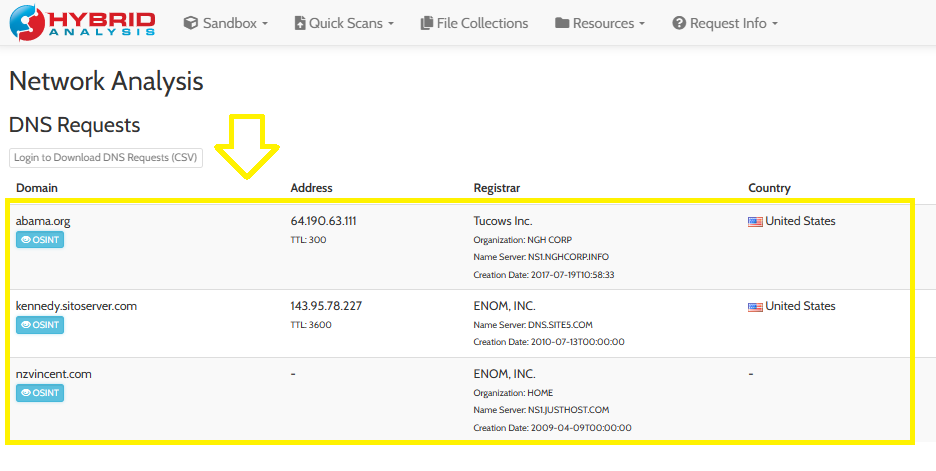 HYBRID
ANALYSIS
Sandbox
Quick Scans
File Collections
Resources
Request Info
Network Analysis
DNS Requests
Login to Download DNS Requests (CSV)
Domain Address Registrar Country
abama.org 64.190.63.111 Tucows Inc. United States
OSINT TTL: 300 Organization: NGH CORP
Name Server: NS1.NGHCORP.INFO
Creation Date: 2017-07-19T10:58:33
kennedy.sitoserver.com 143.95.78.227 ENOM, INC. United States
OSINT TTL: 3600 Name Server: DNS.SITE5.COM
Creation Date: 2010-07-13T00:00:00
nzvincent.com - ENOM, INC. -
OSINT Organization: HOME
Name Server: NS1.JUSTHOST.COM
Creation Date: 2009-04-09T00:00:00